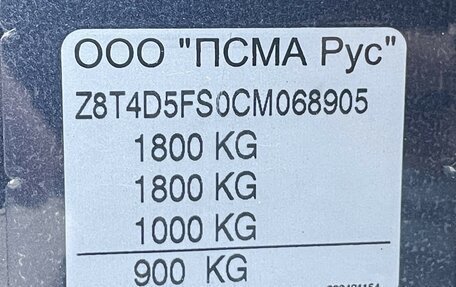 ООО "ПСМА Рус"
Z8T4D5FS0CM068905
1800 KG
1800 KG
1000 KG
900 KG